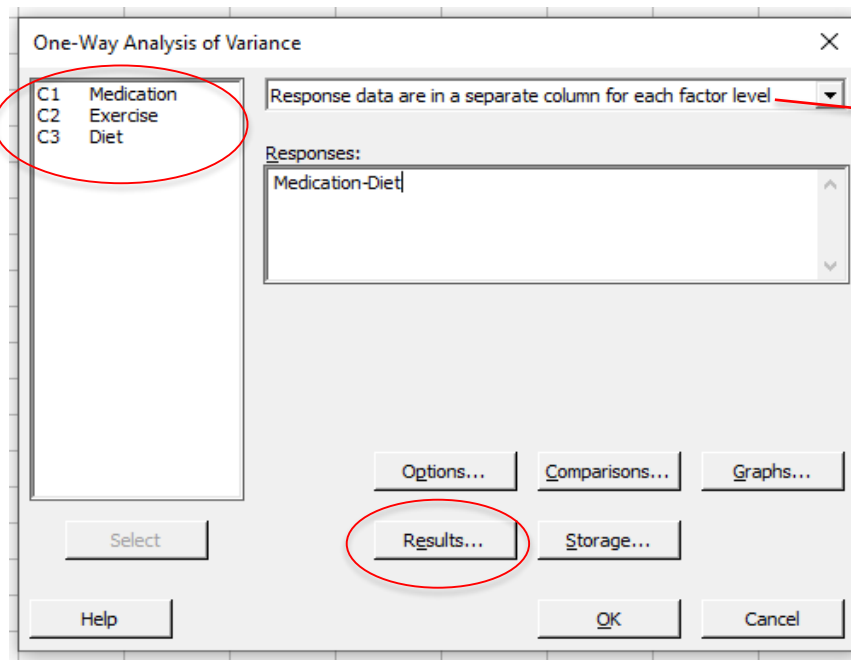 One-Way Analysis of Variance
C1 Medication
C2 Exercise
C3 Diet
Response data are in a separate column for each factor level
Responses:
Medication-Diet
Options...
Comparisons...
Graphs...
Select
Results...
Storage...
Help
OK
Cancel